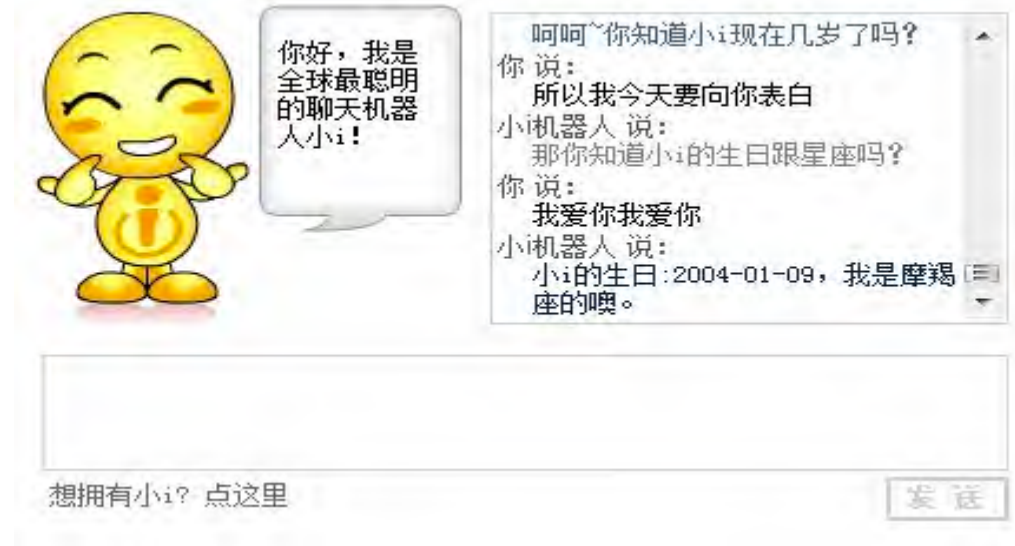 你好，我是
全球最聪明
的聊天机器
人小i！
呵呵~你知道小i现在几岁了吗？
你 说：
所以我今天要向你表白
小i机器人 说：
那你知道小i的生日跟星座吗？
你 说：
我爱你我爱你
小i机器人 说：
小i的生日:2004-01-09，我是摩羯
座的噢。
想拥有小i? 点这里
发 送